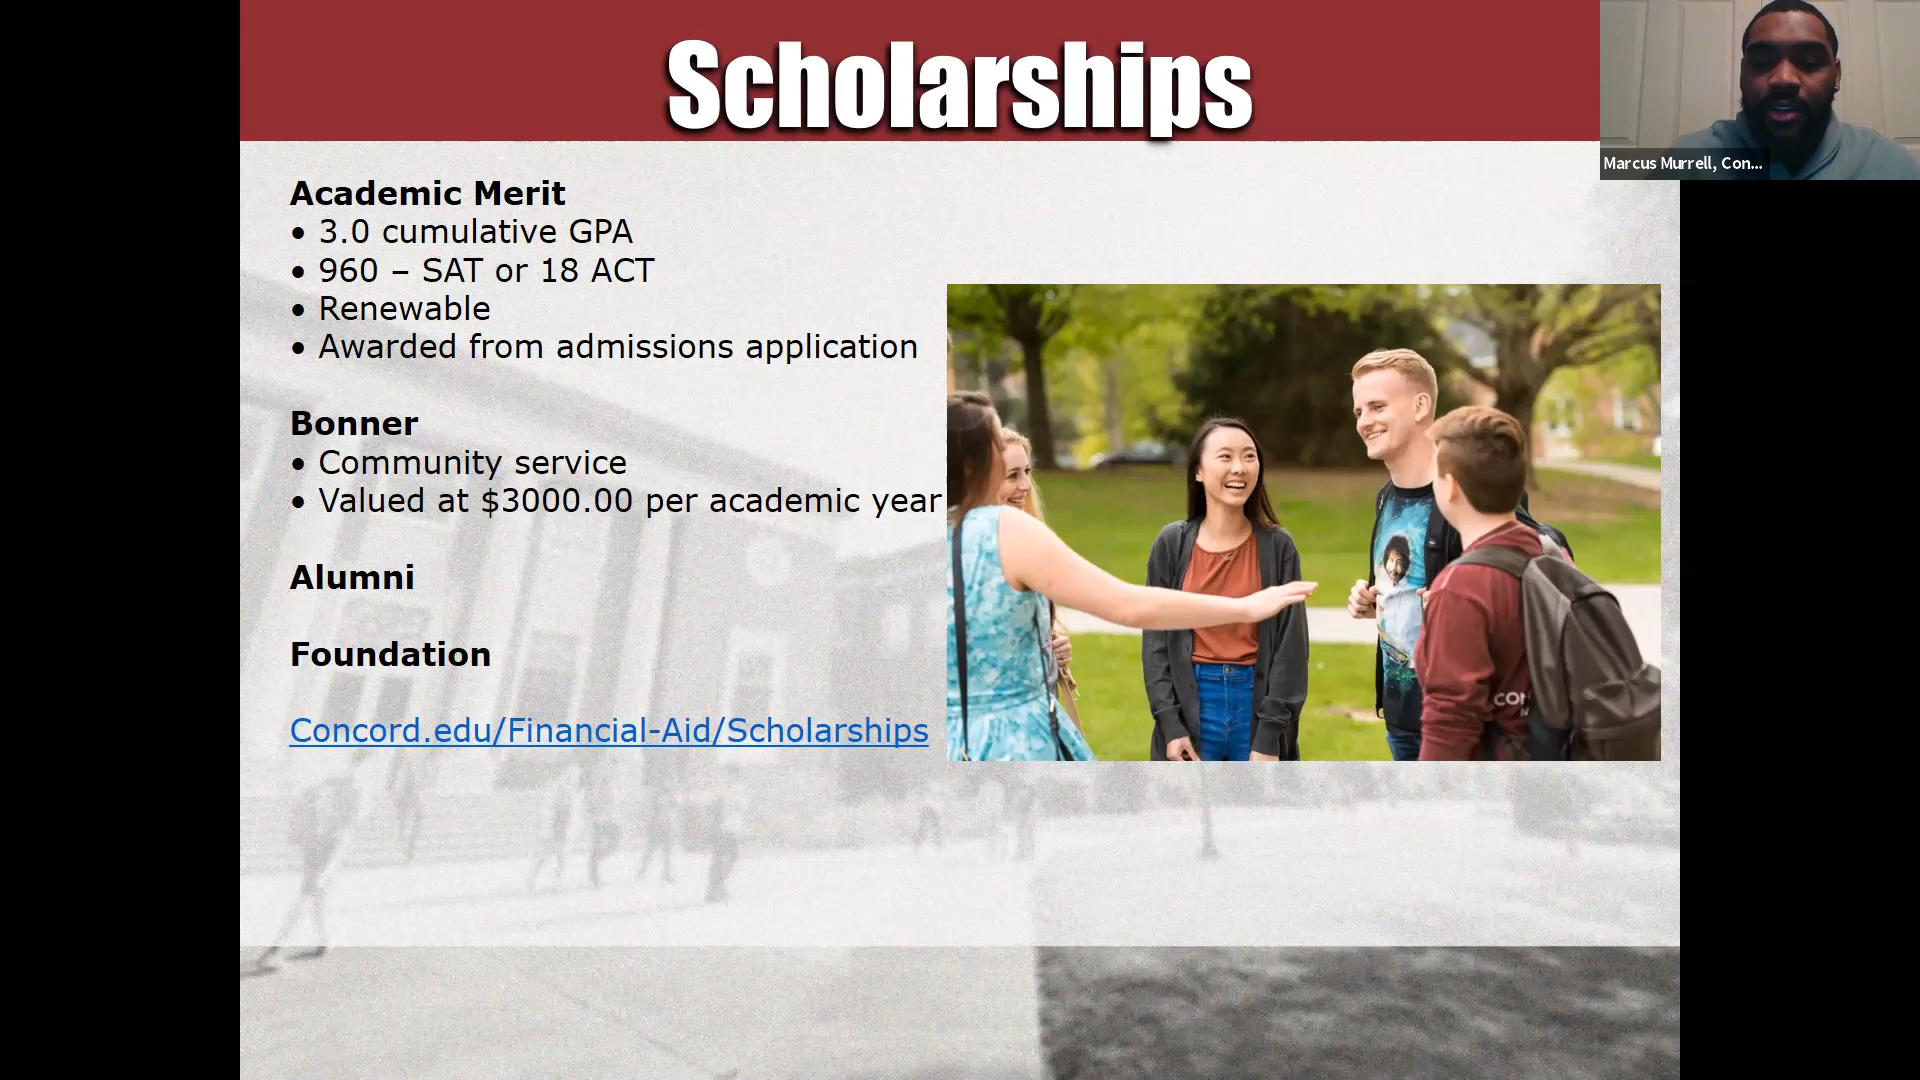 Scholarships
Marcus Murrell, Con...
Academic Merit
• 3.0 cumulative GPA
• 960 – SAT or 18 ACT
• Renewable
• Awarded from admissions application
Bonner
• Community service
• Valued at $3000.00 per academic year
Alumni
Foundation
Concord.edu/Financial-Aid/Scholarships
CON